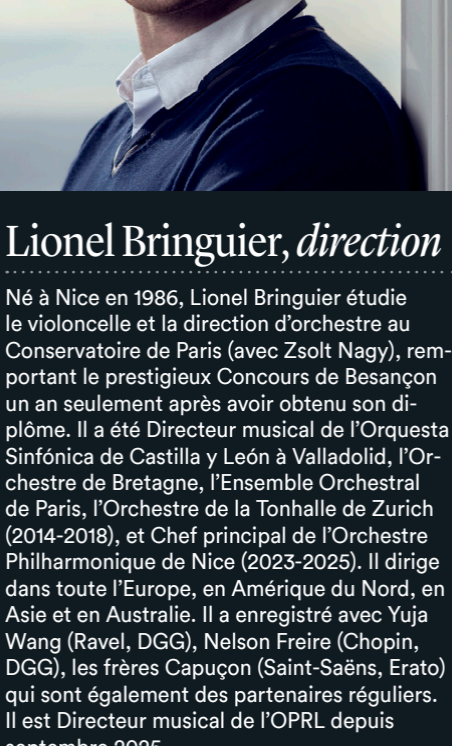 Lionel Bringuier, direction
Né à Nice en 1986, Lionel Bringuier étudie
le violoncelle et la direction d'orchestre au
Conservatoire de Paris (avec Zsolt Nagy), rem-
portant le prestigieux Concours de Besançon
un an seulement après avoir obtenu son di-
plôme. Il a été Directeur musical de l'Orquesta
Sinfónica de Castilla y León à Valladolid, l'Or-
chestre de Bretagne, l'Ensemble Orchestral
de Paris, l'Orchestre de la Tonhalle de Zurich
(2014-2018), et Chef principal de l'Orchestre
Philharmonique de Nice (2023-2025). Il dirige
dans toute l'Europe, en Amérique du Nord, en
Asie et en Australie. Il a enregistré avec Yuja
Wang (Ravel, DGG), Nelson Freire (Chopin,
DGG), les frères Capuçon (Saint-Saëns, Erato)
qui sont également des partenaires réguliers.
Il est Directeur musical de l'OPRL depuis
septembre 2025